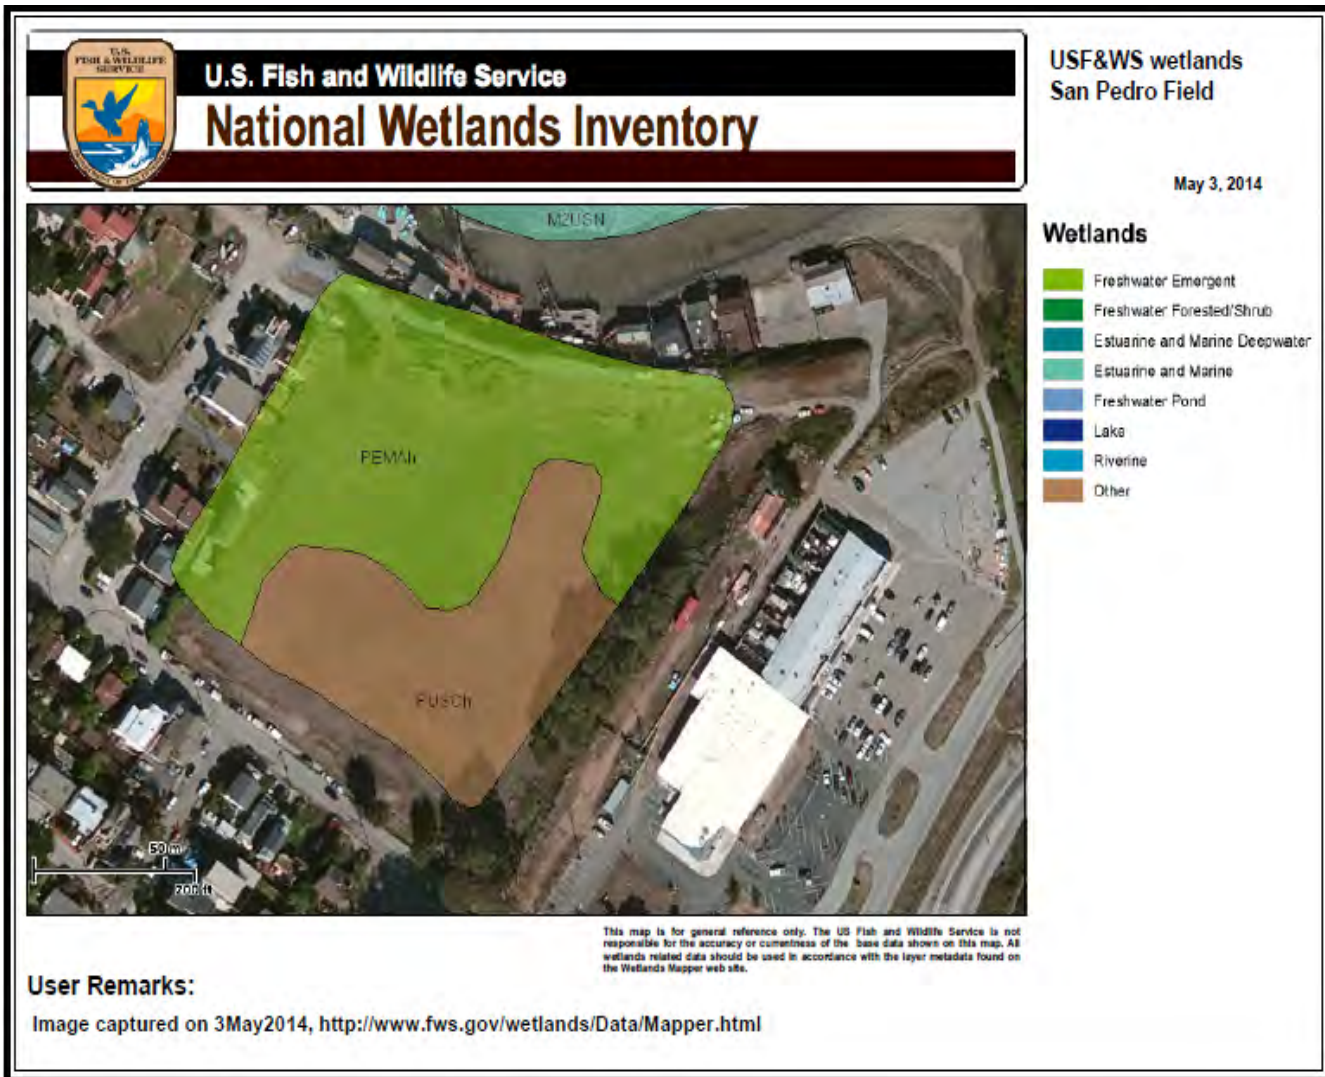 U.S.
FISH & WILDLIFE
SERVICE
U.S. Fish and Wildlife Service
National Wetlands Inventory
USF&WS wetlands
San Pedro Field
May 3, 2014
Wetlands
Freshwater Emergent
Freshwater Forested/Shrub
Estuarine and Marine Deepwater
Estuarine and Marine
Freshwater Pond
Lake
Riverine
Other
M2USN
PEMAh
PUSCh
50 m
200 ft
This map is for general reference only. The US Fish and Wildlife Service is not
responsible for the accuracy or currentness of the base data shown on this map. All
wetlands related data should be used in accordance with the layer metadata found on
the Wetlands Mapper web site.
User Remarks:
Image captured on 3May2014, http://www.fws.gov/wetlands/Data/Mapper.html